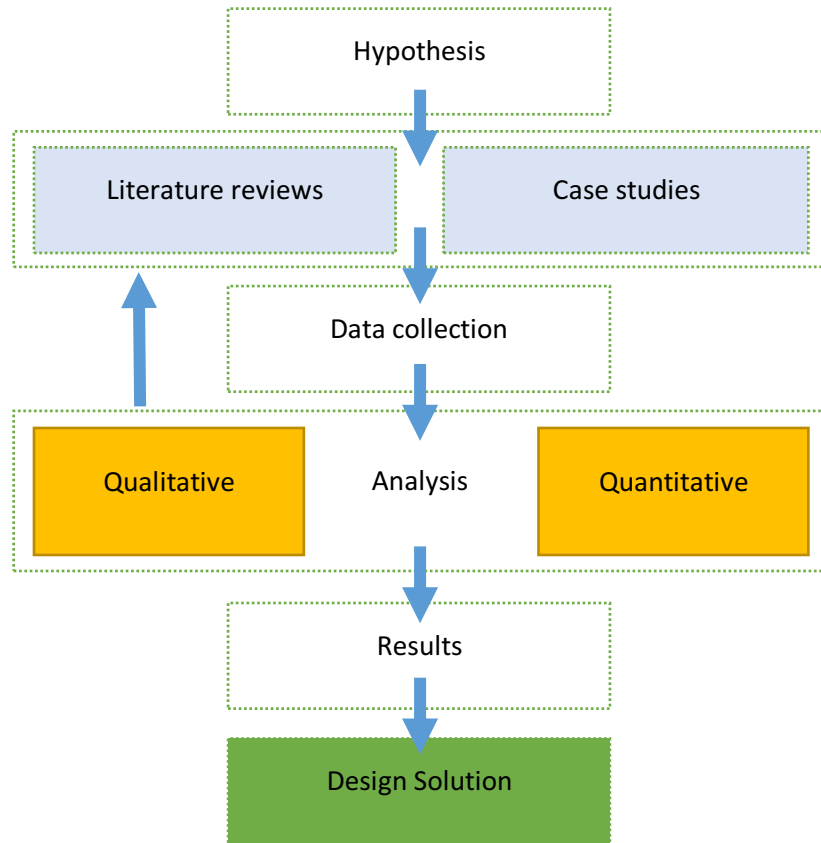 Hypothesis
Literature reviews
Case studies
Data collection
Qualitative
Analysis
Quantitative
Results
Design Solution